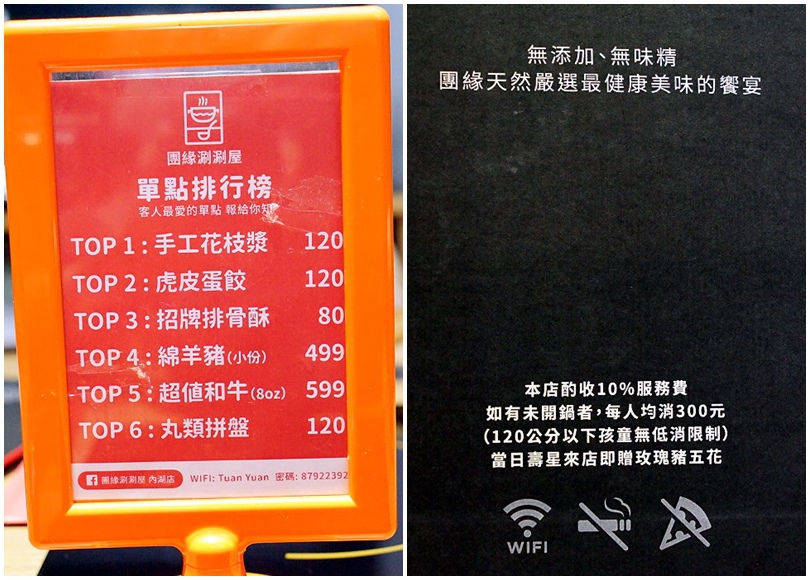 團緣涮涮屋
單點排行榜
客人最愛的單點 報給你知
TOP 1 : 手工花枝漿 120
TOP 2 : 虎皮蛋餃 120
TOP 3 : 招牌排骨酥 80
TOP 4 : 綿羊豬(小份) 499
TOP 5 : 超值和牛(8oz) 599
TOP 6 : 丸類拼盤 120
f 團緣涮涮屋 內湖店 WIFI: Tuan Yuan 密碼: 87922392
無添加、無味精
團緣天然嚴選最健康美味的饗宴
本店酌收10%服務費
如有未開鍋者，每人均消300元
（120公分以下孩童無低消限制）
當日壽星來店即贈玫瑰豬五花
WIFI